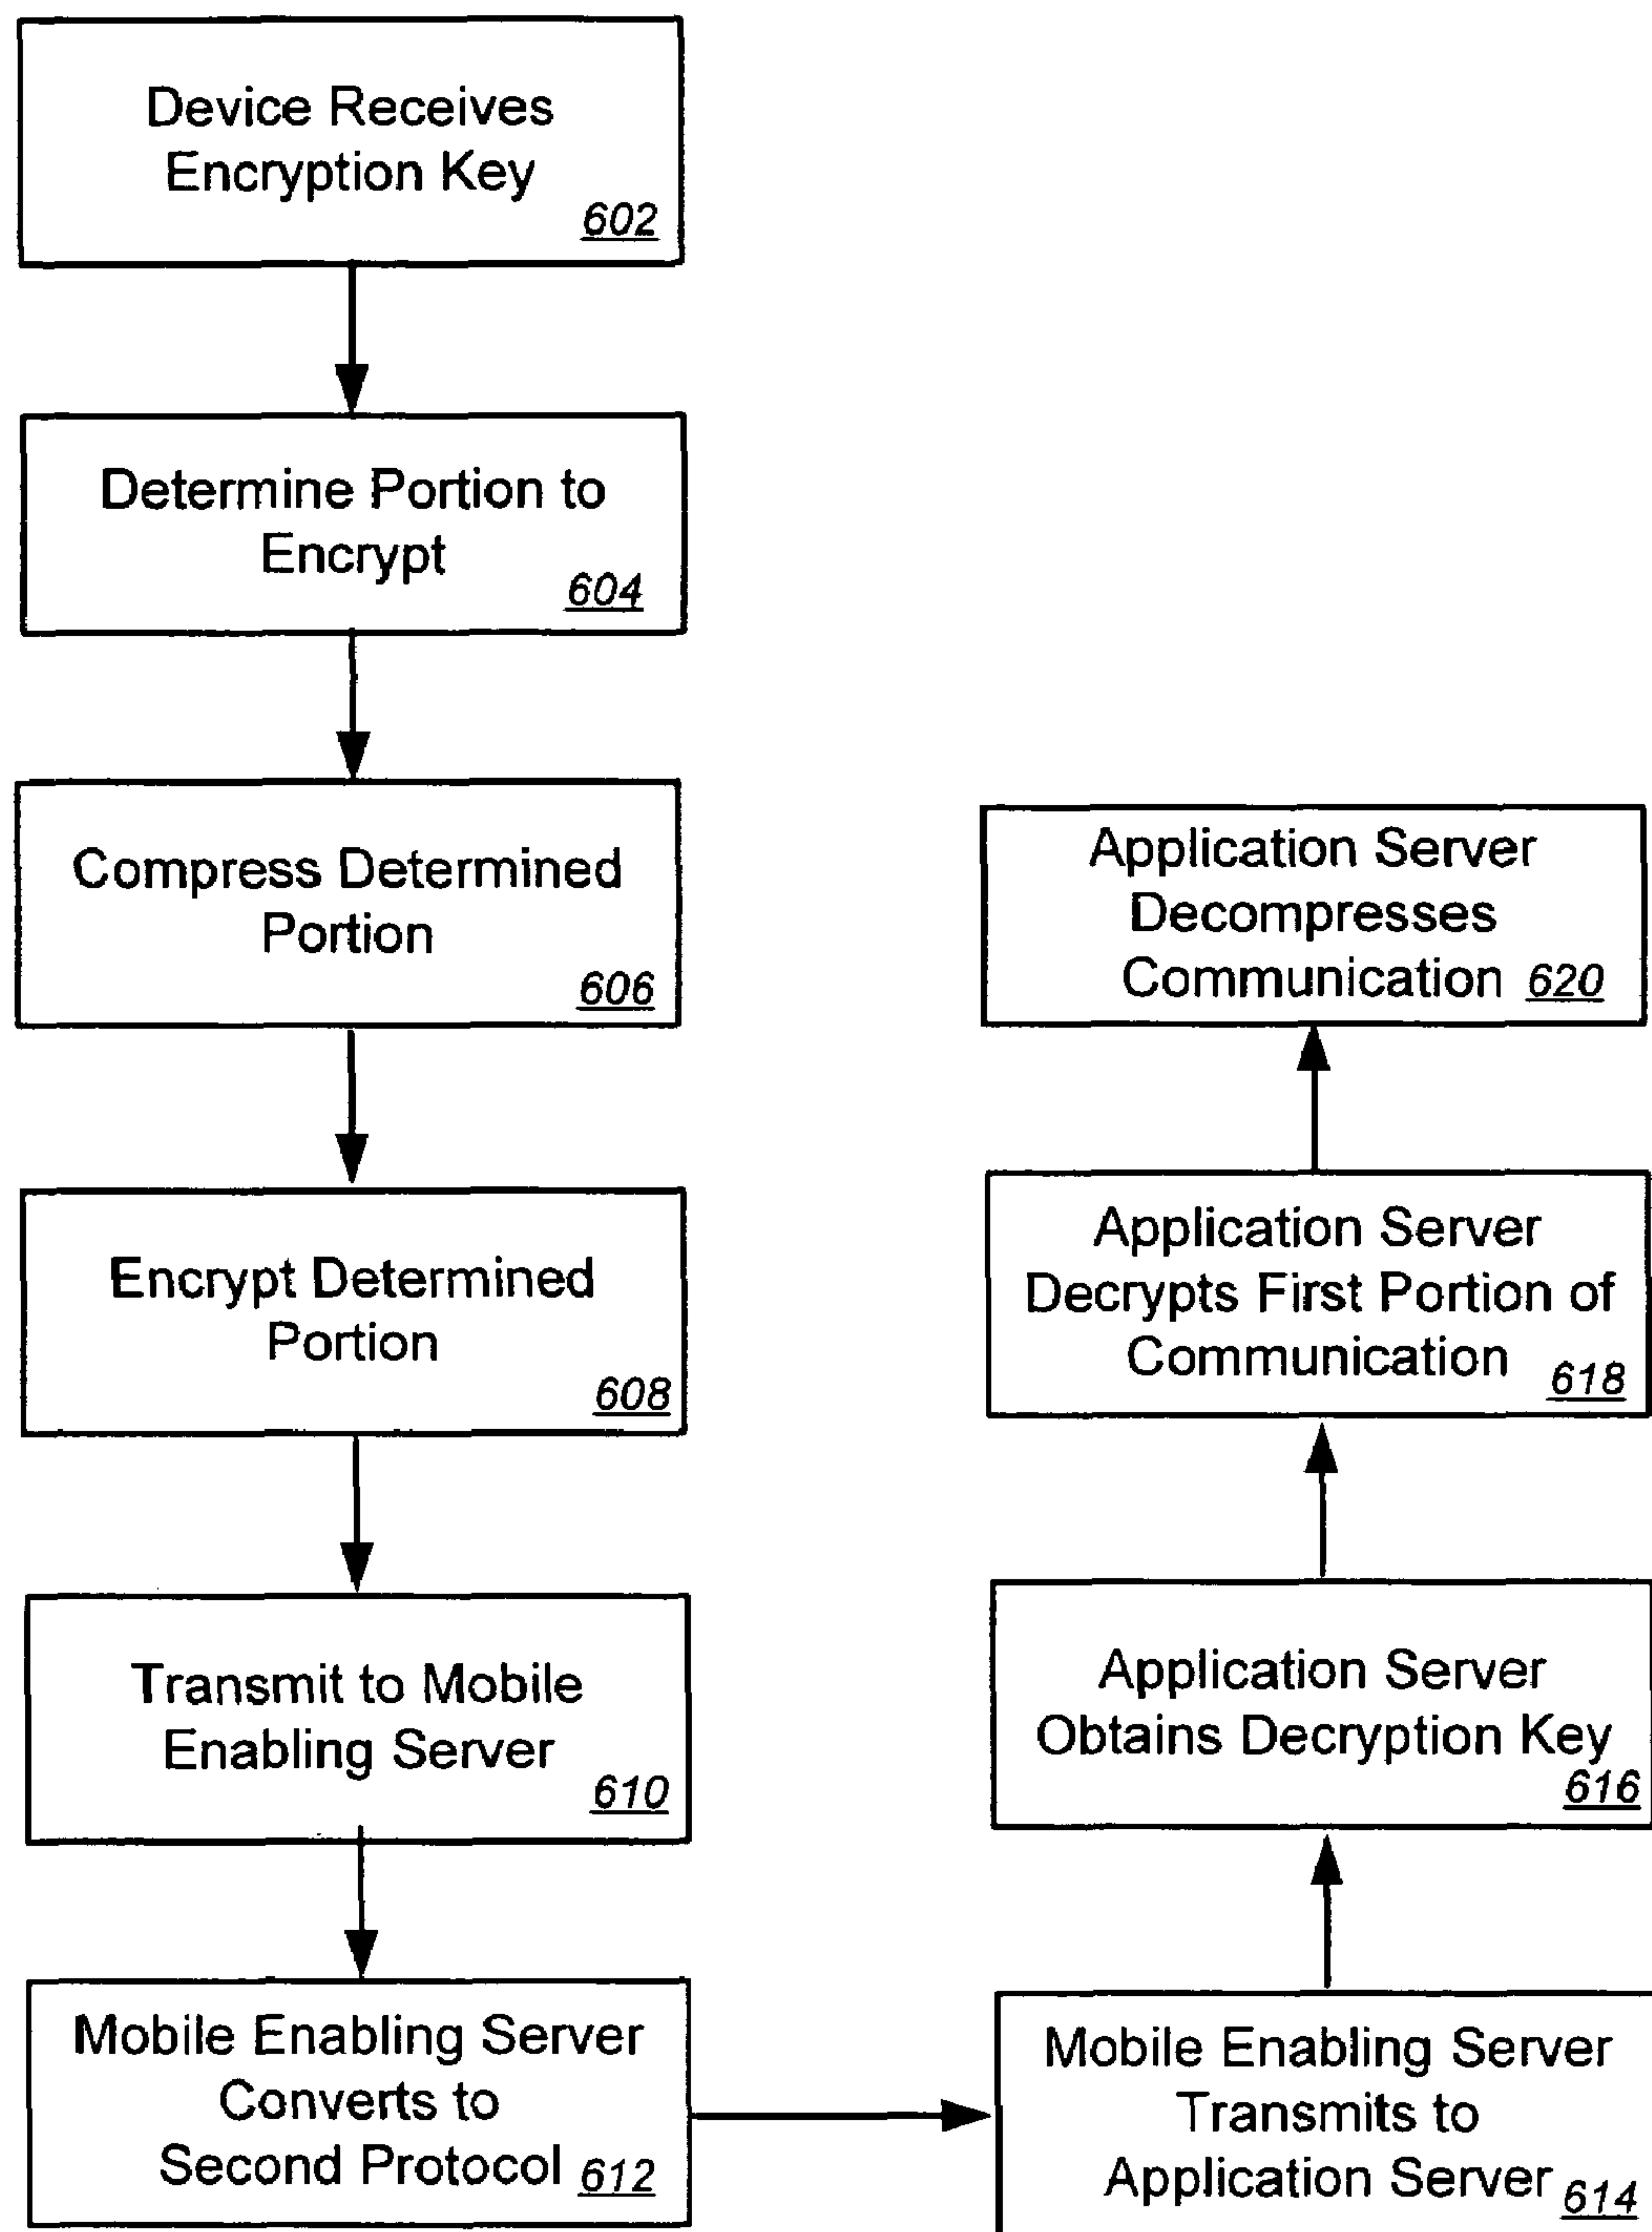 Device Receives
Encryption Key
602
Determine Portion to
Encrypt
604
Compress Determined
Portion
606
Encrypt Determined
Portion
608
Transmit to Mobile
Enabling Server
610
Mobile Enabling Server
Converts to
Second Protocol 612
Mobile Enabling Server
Transmits to
Application Server 614
Application Server
Obtains Decryption Key
616
Application Server
Decrypts First Portion of
Communication 618
Application Server
Decompresses
Communication 620